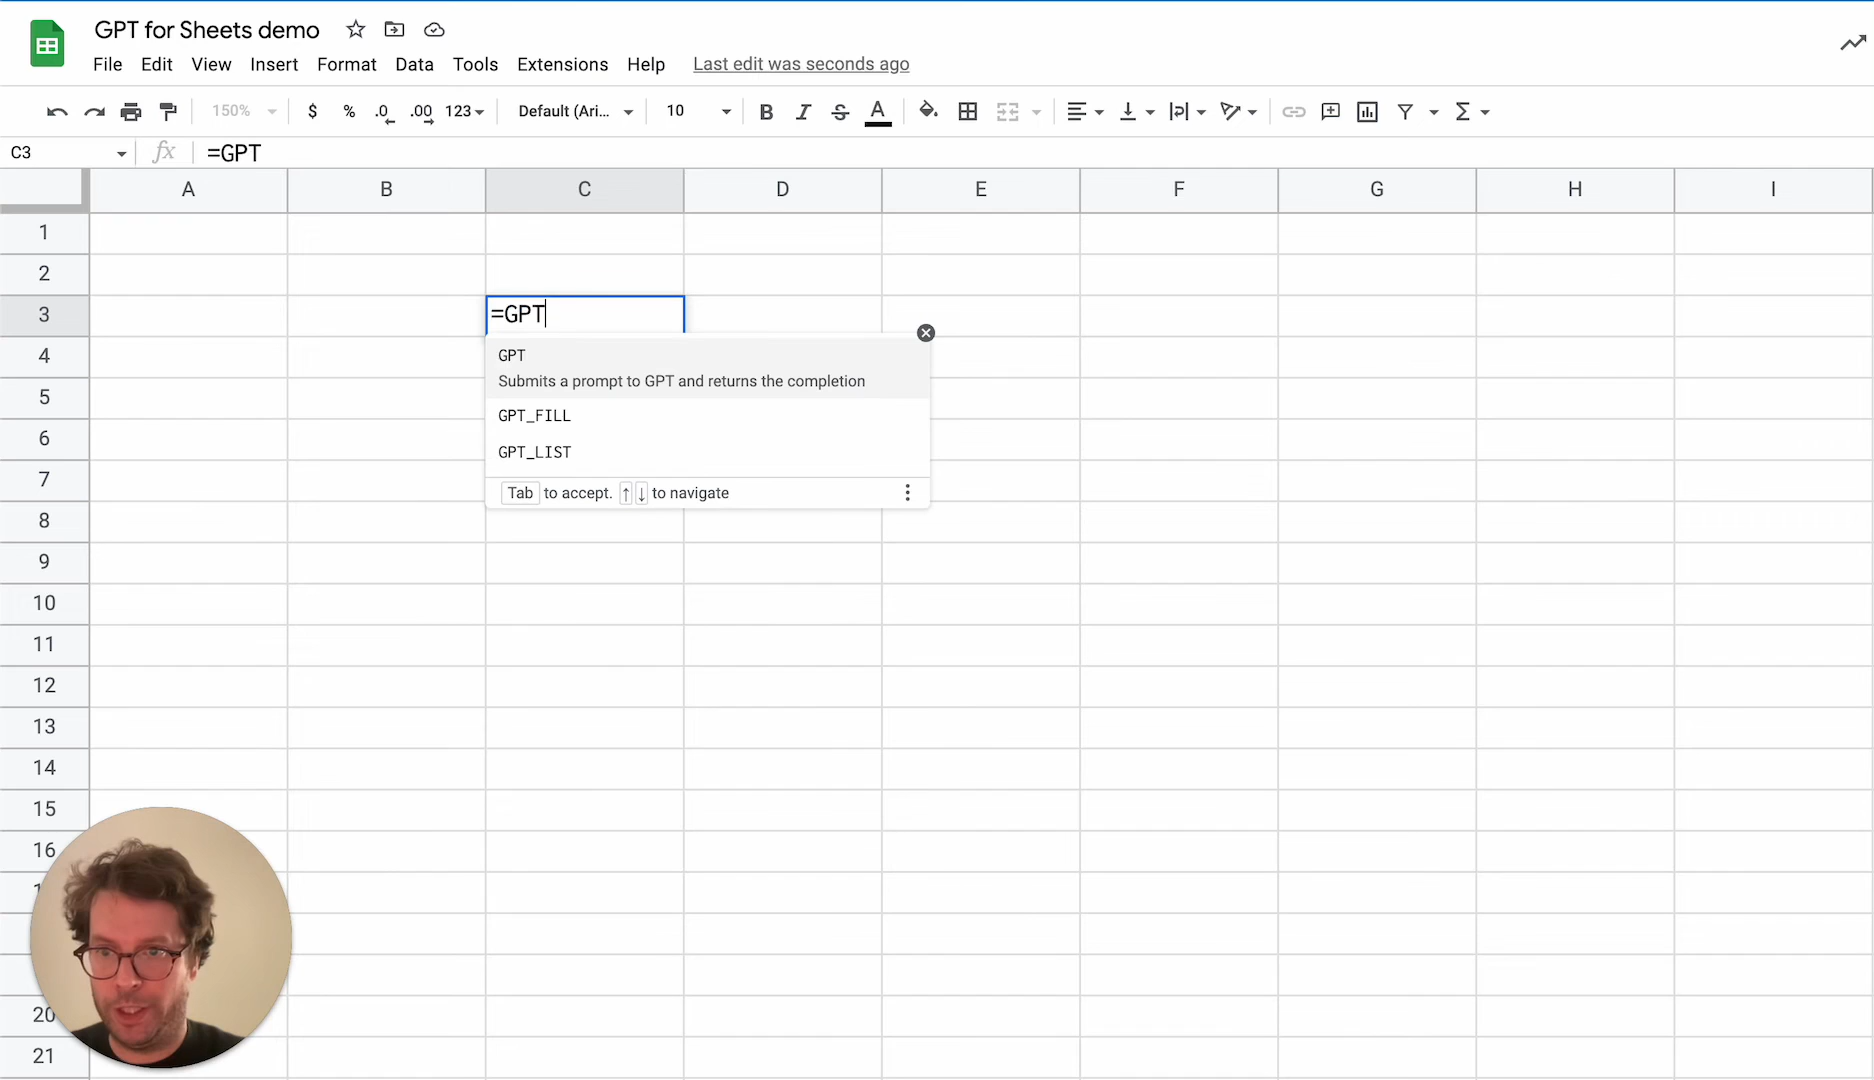 GPT for Sheets demo
File Edit View Insert Format Data Tools Extensions Help Last edit was seconds ago
150% $ % .0 .00 123 Default (Ari... 10 B I S A
C3 fx =GPT
A B C D E F G H I
1
2
3 =GPT
4 GPT
Submits a prompt to GPT and returns the completion
5
GPT_FILL
6 GPT_LIST
7 Tab to accept. ↑ ↓ to navigate
8
9
10
11
12
13
14
15
16
20
21